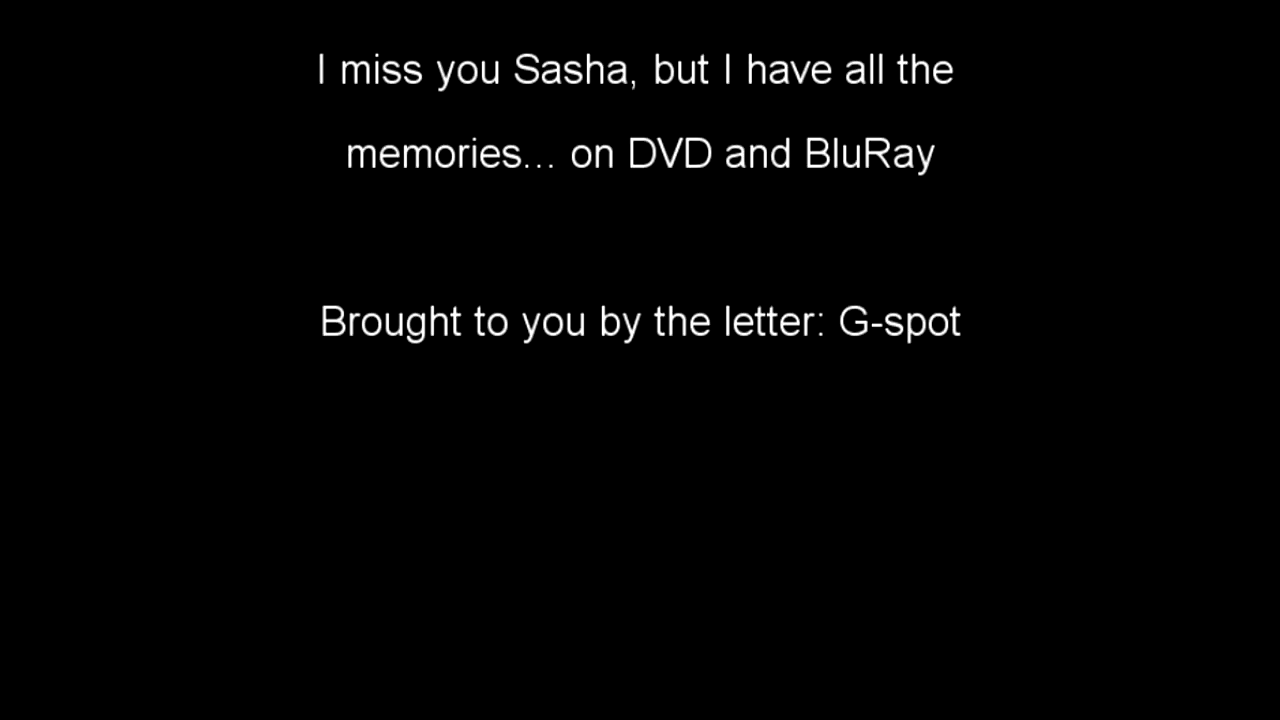 I miss you Sasha, but I have all the
memories... on DVD and BluRay
Brought to you by the letter: G-spot